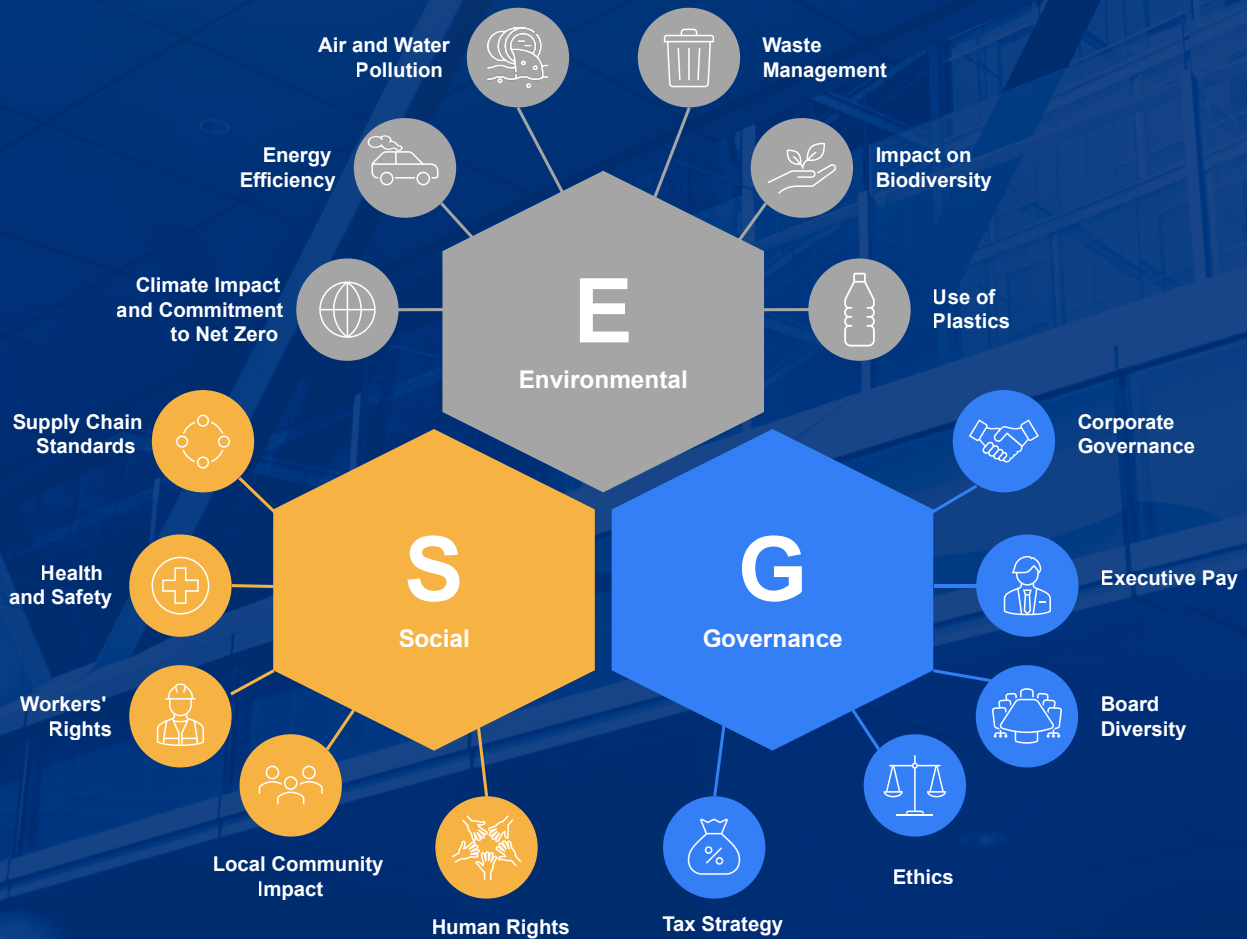 Air and Water
Pollution
Waste
Management
Energy
Efficiency
Impact on
Biodiversity
Climate Impact
and Commitment
to Net Zero
Use of
Plastics
E
Environmental
Supply Chain
Standards
Health
and Safety
Workers'
Rights
Local Community
Impact
Human Rights
S
Social
G
Governance
Corporate
Governance
Executive Pay
Board
Diversity
Ethics
Tax Strategy
%